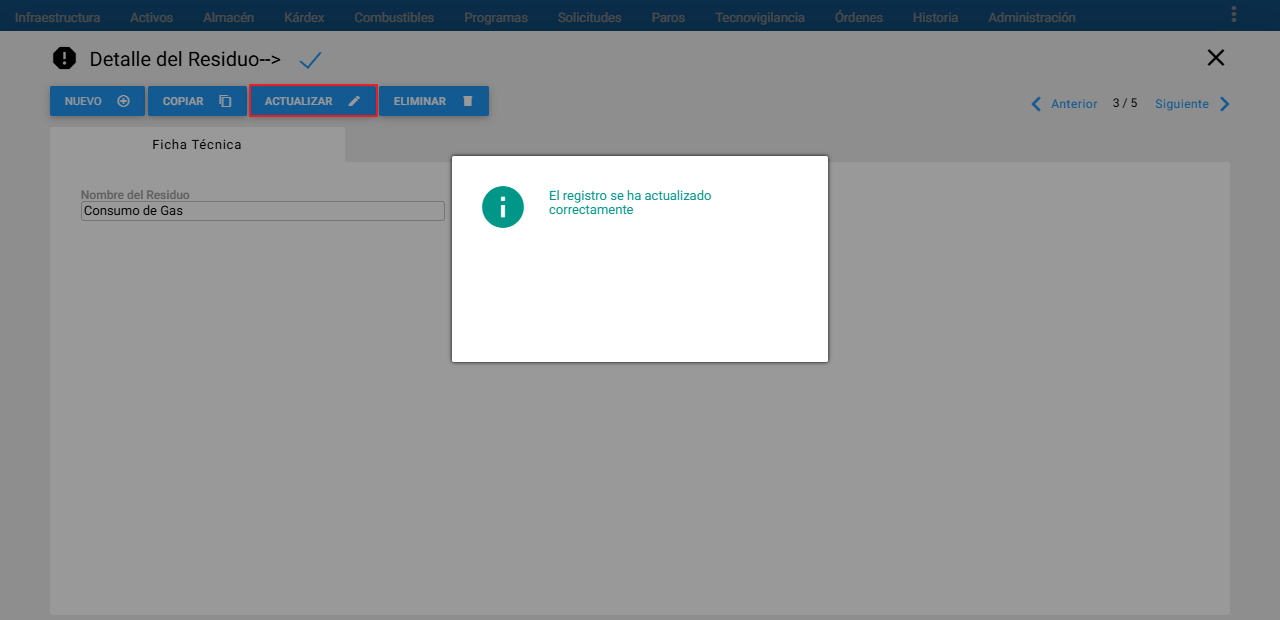 Infraestructura Activos Almacén Kárdex Combustibles Programas Solicitudes Paros Tecnovigilancia Órdenes Historia Administración
Detalle del Residuo-->
NUEVO COPIAR ACTUALIZAR ELIMINAR
Anterior 3 / 5 Siguiente
Ficha Técnica
Nombre del Residuo
Consumo de Gas
El registro se ha actualizado
correctamente